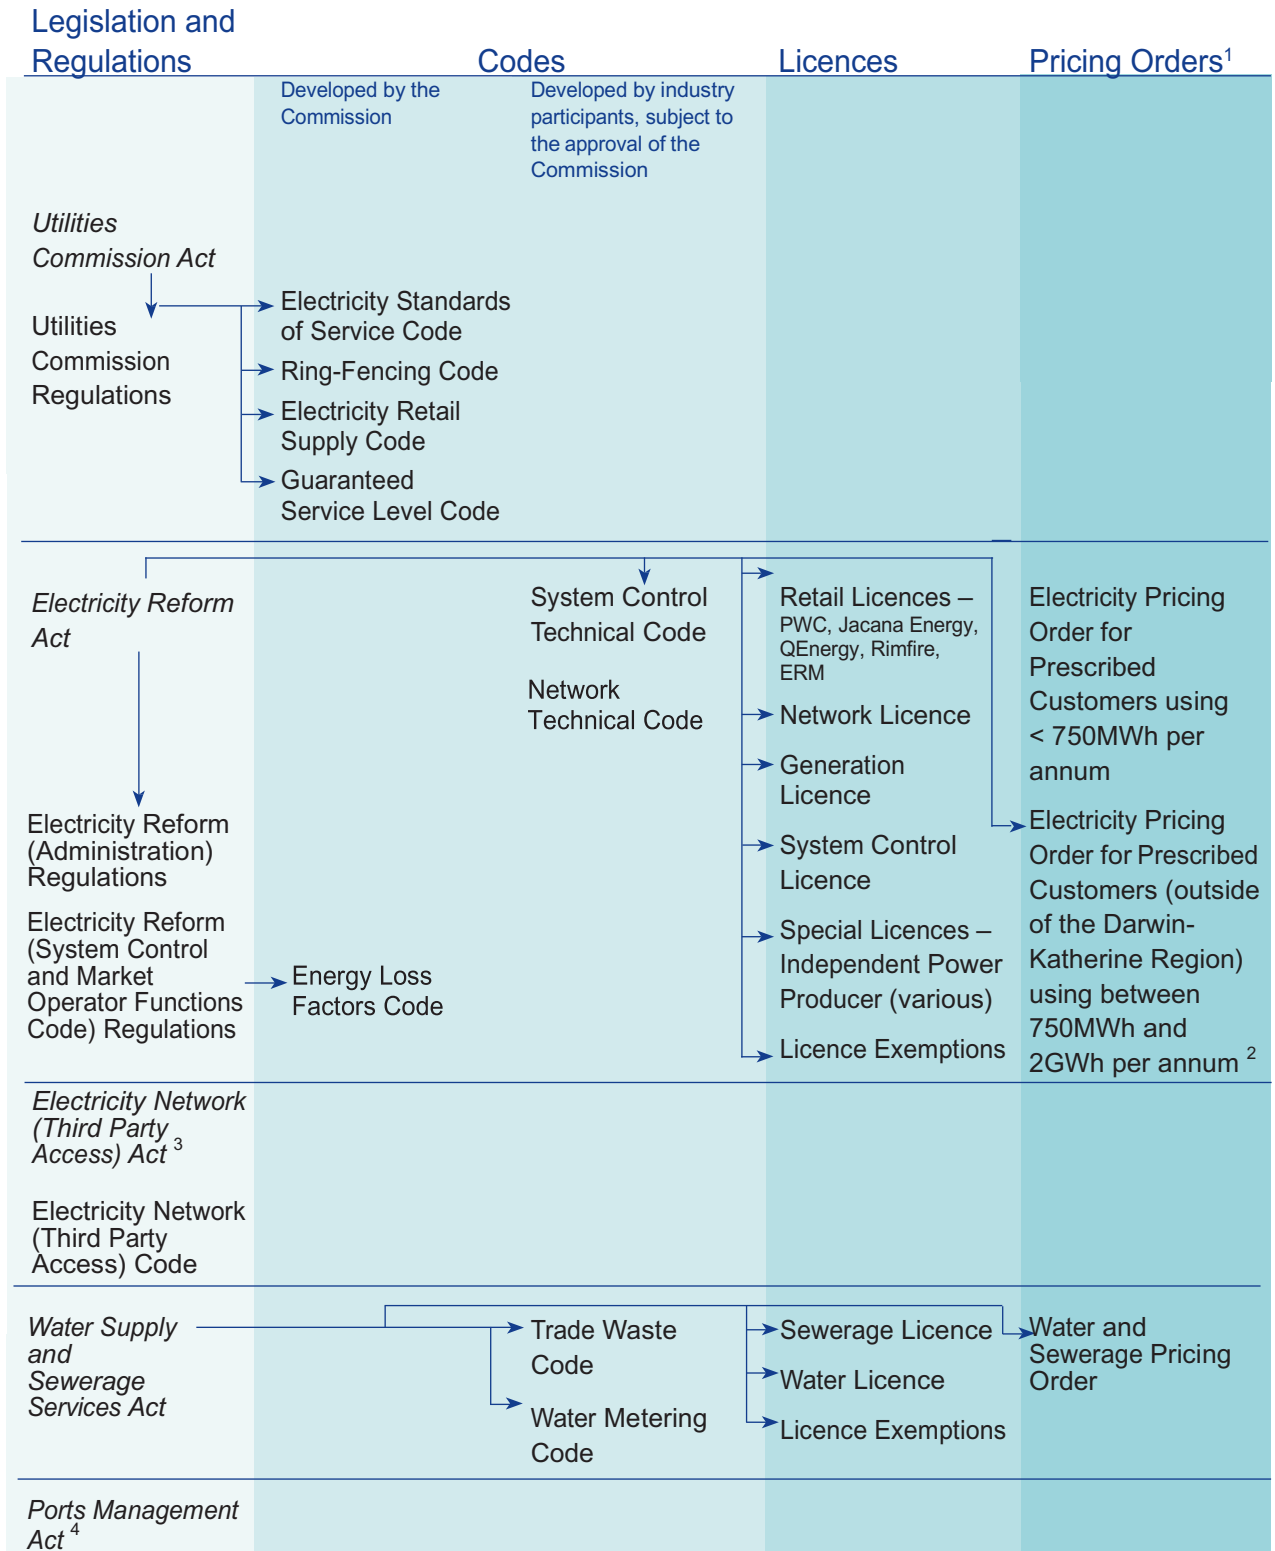 Legislation and
Regulations
Codes
Licences
Pricing Orders1
Developed by the
Commission
Developed by industry
participants, subject to
the approval of the
Commission
Utilities
Commission Act
Utilities
Commission
Regulations
Electricity Standards
of Service Code
Ring-Fencing Code
Electricity Retail
Supply Code
Guaranteed
Service Level Code
Electricity Reform
Act
Electricity Reform
(Administration)
Regulations
Electricity Reform
(System Control
and Market
Operator Functions
Code) Regulations
Energy Loss
Factors Code
System Control
Technical Code
Network
Technical Code
Retail Licences –
PWC, Jacana Energy,
QEnergy, Rimfire,
ERM
Network Licence
Generation
Licence
System Control
Licence
Special Licences –
Independent Power
Producer (various)
Licence Exemptions
Electricity Pricing
Order for
Prescribed
Customers using
< 750MWh per
annum
Electricity Pricing
Order for Prescribed
Customers (outside
of the Darwin-
Katherine Region)
using between
750MWh and
2GWh per annum 2
Electricity Network
(Third Party
Access) Act 3
Electricity Network
(Third Party
Access) Code
Water Supply
and
Sewerage
Services Act
Trade Waste
Code
Water Metering
Code
Sewerage Licence
Water Licence
Licence Exemptions
Water and
Sewerage Pricing
Order
Ports Management
Act 4